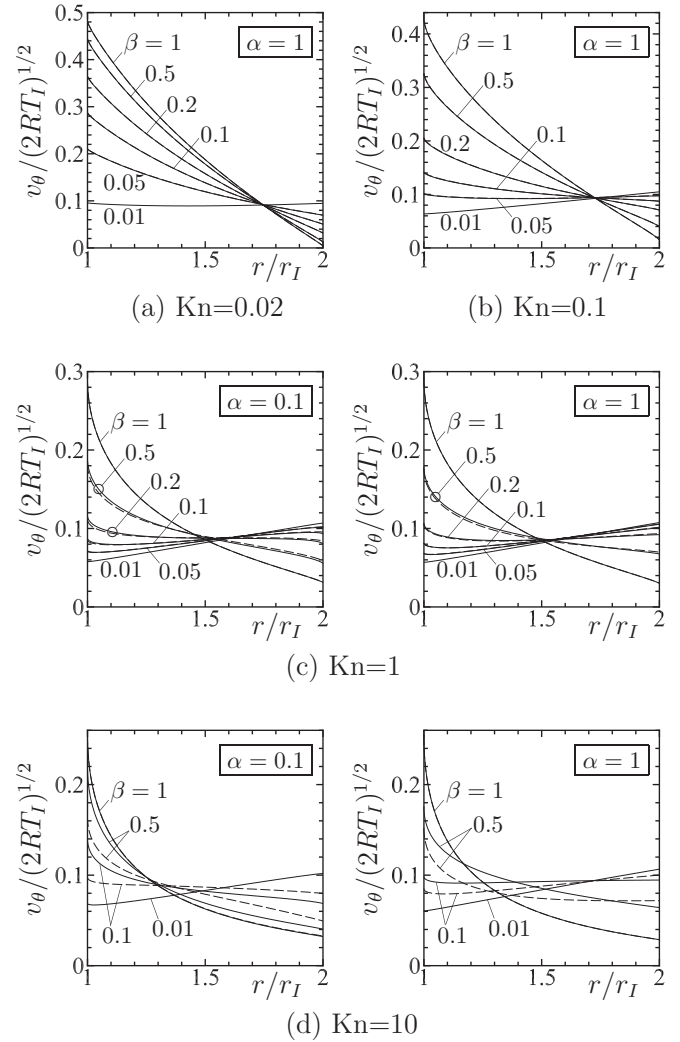 0.5
0.4
0.3
0.2
0.1
0
v_θ/(2RT_I)^{1/2}
β = 1
α = 1
0.5
0.2
0.1
0.05
0.01
1
1.5
2
r/r_I
(a) Kn=0.02
0.4
0.3
0.2
0.1
0
v_θ/(2RT_I)^{1/2}
β = 1
α = 1
0.5
0.1
0.2
0.01
0.05
1
1.5
2
r/r_I
(b) Kn=0.1
0.3
0.2
0.1
0
v_θ/(2RT_I)^{1/2}
β = 1
α = 0.1
0.5
0.2
0.1
0.01
0.05
1
1.5
2
r/r_I
0.3
0.2
0.1
0
v_θ/(2RT_I)^{1/2}
β = 1
α = 1
0.5
0.2
0.1
0.01
0.05
1
1.5
2
r/r_I
(c) Kn=1
0.2
0.1
0
v_θ/(2RT_I)^{1/2}
β = 1
α = 0.1
0.5
0.1
0.01
1
1.5
2
r/r_I
0.2
0.1
0
v_θ/(2RT_I)^{1/2}
β = 1
α = 1
0.5
0.1
0.01
1
1.5
2
r/r_I
(d) Kn=10